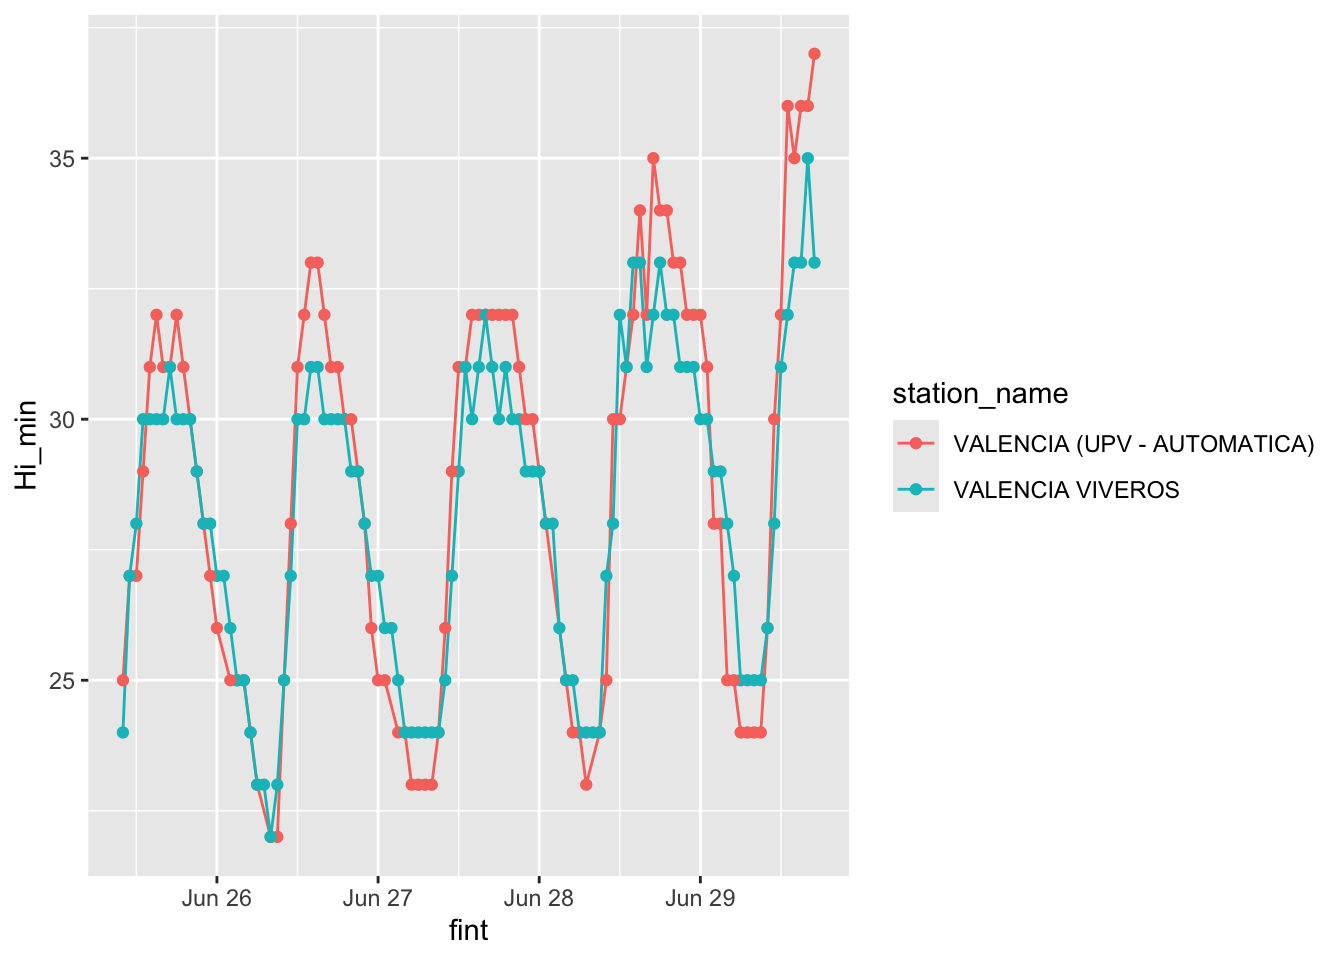 35
30
25
Hi_min
Jun 26
Jun 27
Jun 28
Jun 29
fint
station_name
VALENCIA (UPV - AUTOMATICA)
VALENCIA VIVEROS